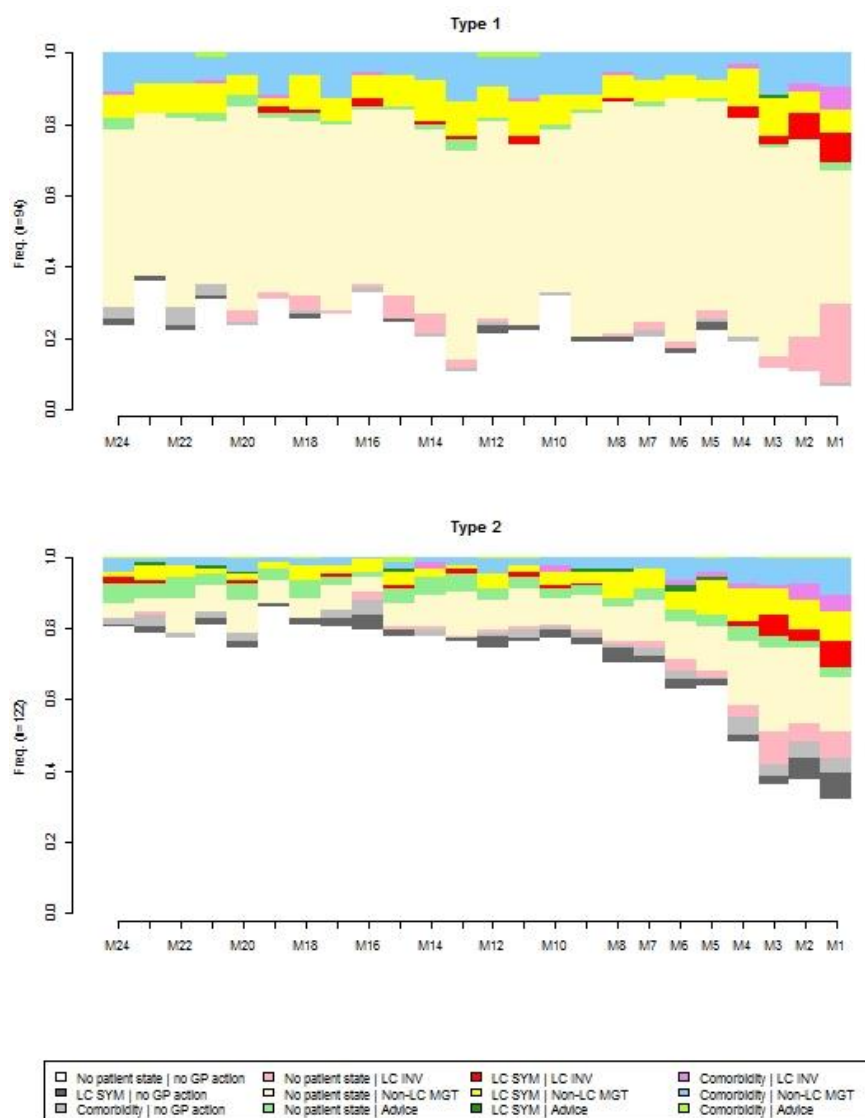 Type 1
1.0
0.8
0.6
0.4
0.2
0.0
Freq. (n=94)
M24 M22 M20 M18 M16 M14 M12 M10 M8 M7 M6 M5 M4 M3 M2 M1
Type 2
1.0
0.8
0.6
0.4
0.2
0.0
Freq. (n=122)
M24 M22 M20 M18 M16 M14 M12 M10 M8 M7 M6 M5 M4 M3 M2 M1
No patient state | no GP action No patient state | LC INV LC SYM | LC INV Comorbidity | LC INV
LC SYM | no GP action No patient state | Non-LC MGT LC SYM | Non-LC MGT Comorbidity | Non-LC MGT
Comorbidity | no GP action No patient state | Advice LC SYM | Advice Comorbidity | Advice